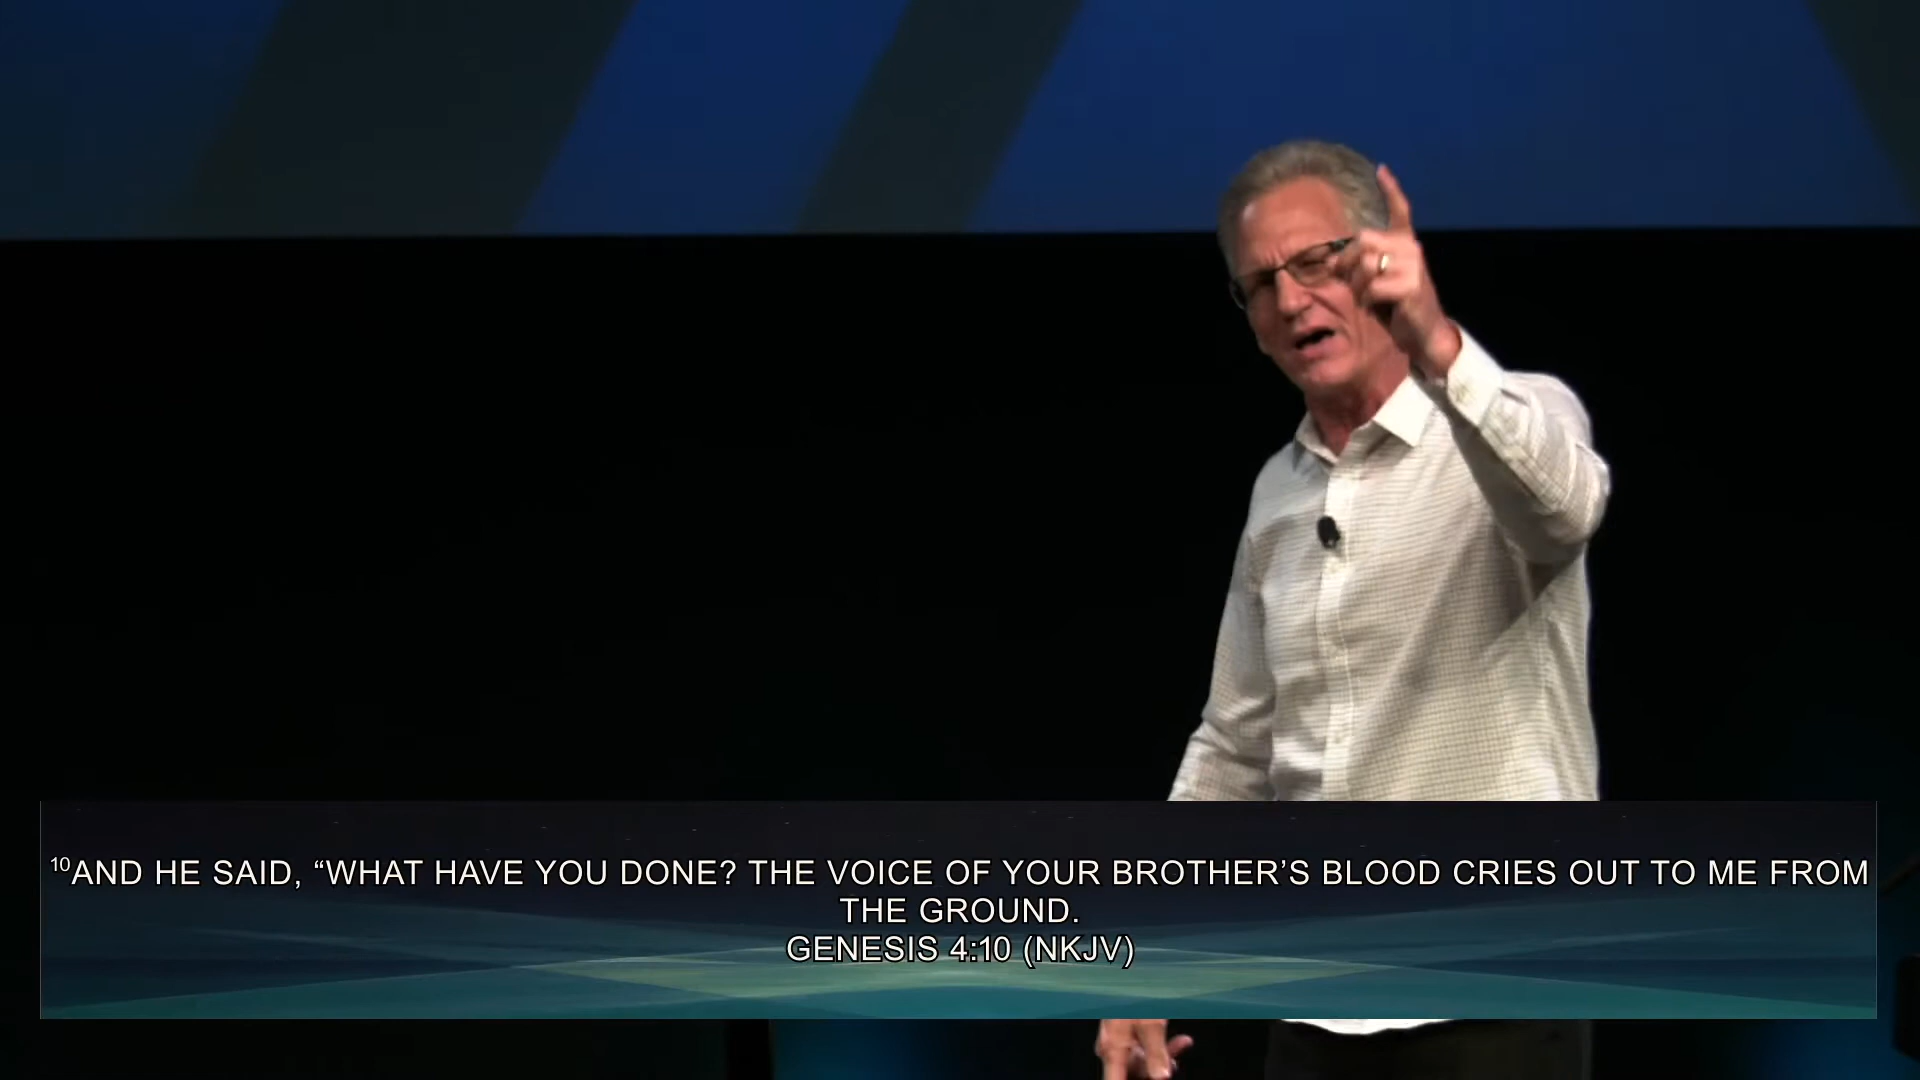 ¹⁰AND HE SAID, “WHAT HAVE YOU DONE? THE VOICE OF YOUR BROTHER’S BLOOD CRIES OUT TO ME FROM
THE GROUND.
GENESIS 4:10 (NKJV)